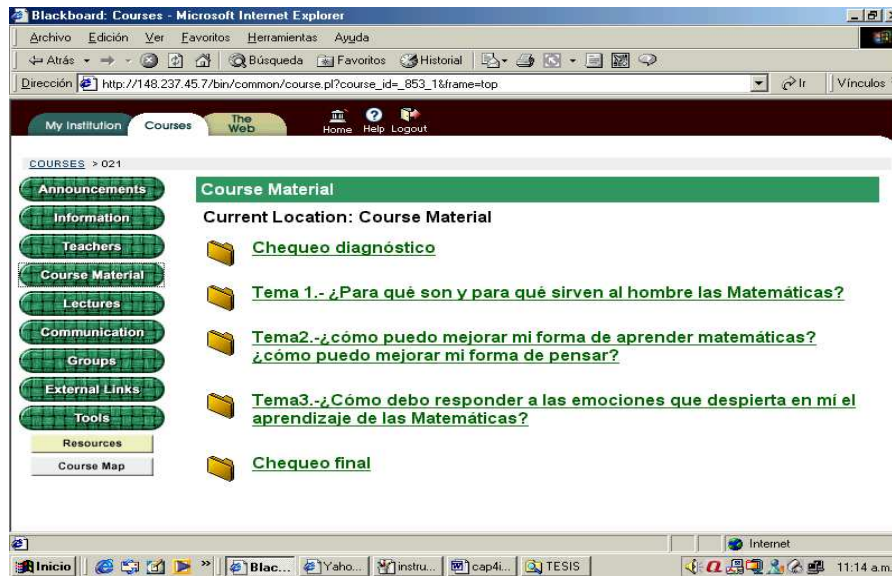 Blackboard: Courses - Microsoft Internet Explorer
Archivo Edición Ver Favoritos Herramientas Ayuda
Atrás Búsqueda Favoritos Historial
Dirección http://148.237.45.7/bin/common/course.pl?course_id=_853_1&frame=top Ir Vínculos
My Institution Courses The Web Home Help Logout
COURSES > 021
Announcements
Information
Teachers
Course Material
Lectures
Communication
Groups
External Links
Tools
Resources
Course Map
Course Material
Current Location: Course Material
Chequeo diagnóstico
Tema 1.- ¿Para qué son y para qué sirven al hombre las Matemáticas?
Tema2.-¿cómo puedo mejorar mi forma de aprender matemáticas?
¿cómo puedo mejorar mi forma de pensar?
Tema3.-¿Cómo debo responder a las emociones que despierta en mí el
aprendizaje de las Matemáticas?
Chequeo final
Internet
Inicio » Blac... Yaho... instru... cap4i... TESIS 11:14 a.m